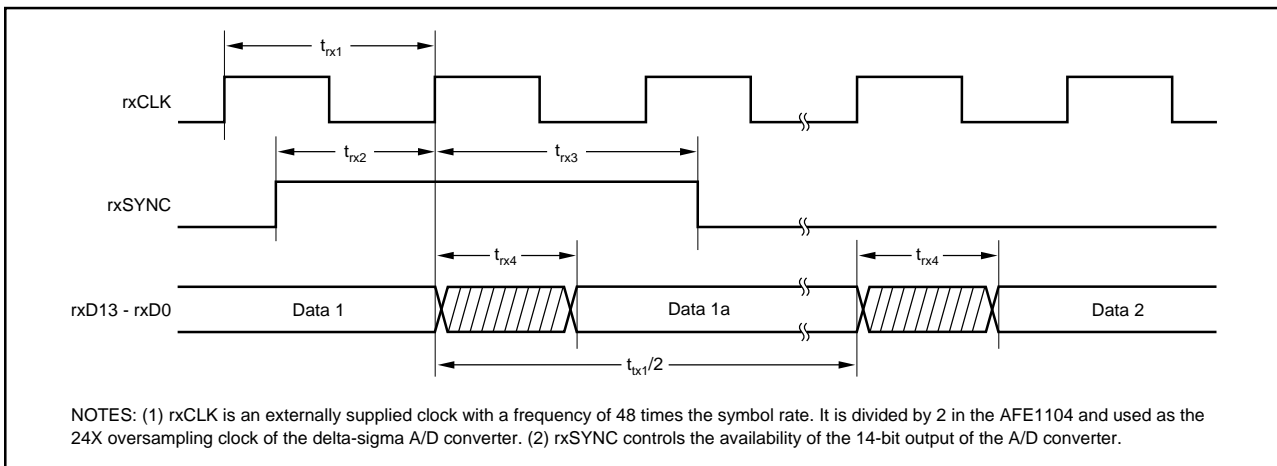 t_rx1
rxCLK
t_rx2
t_rx3
rxSYNC
t_rx4
t_rx4
rxD13 - rxD0
Data 1
Data 1a
Data 2
t_tx1/2
NOTES: (1) rxCLK is an externally supplied clock with a frequency of 48 times the symbol rate. It is divided by 2 in the AFE1104 and used as the
24X oversampling clock of the delta-sigma A/D converter. (2) rxSYNC controls the availability of the 14-bit output of the A/D converter.